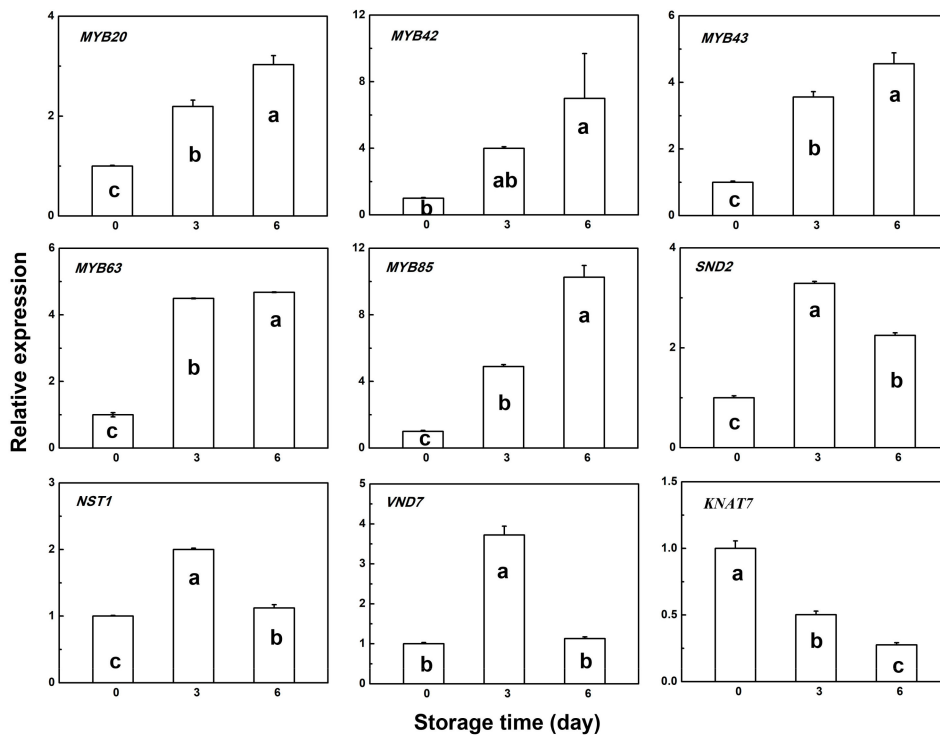 Relative expression
MYB20
4
2
0
c
b
a
0 3 6
MYB42
12
8
4
0
b
ab
a
0 3 6
MYB43
6
4
2
0
c
b
a
0 3 6
MYB63
6
4
2
0
c
b
a
0 3 6
MYB85
12
8
4
0
c
b
a
0 3 6
SND2
4
2
0
c
a
b
0 3 6
NST1
3
2
1
0
c
a
b
0 3 6
VND7
5
4
3
2
1
0
b
a
b
0 3 6
KNAT7
1.5
1.0
0.5
0.0
a
b
c
0 3 6
Storage time (day)